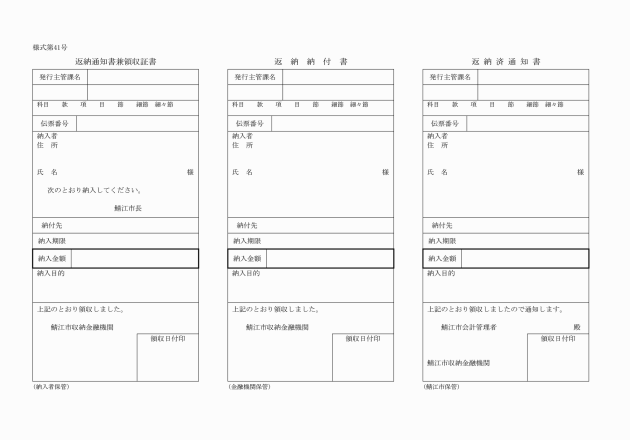 様式第41号
返納通知書兼領収証書
発行主管課名
科目 款 項 目 節 細節 細々節
伝票番号
納入者
住 所
氏 名 様
次のとおり納入してください。
鯖江市長
納付先
納入期限
納入金額
納入目的
上記のとおり領収しました。
鯖江市収納金融機関
領収日付印
(納入者保管)
返 納 納 付 書
発行主管課名
科目 款 項 目 節 細節 細々節
伝票番号
納入者
住 所
氏 名 様
納付先
納入期限
納入金額
納入目的
上記のとおり領収しました。
鯖江市収納金融機関
領収日付印
(金融機関保管)
返 納 済 通 知 書
発行主管課名
科目 款 項 目 節 細節 細々節
伝票番号
納入者
住 所
氏 名 様
納付先
納入期限
納入金額
納入目的
上記のとおり領収しましたので通知します。
鯖江市会計管理者 殿
領収日付印
鯖江市収納金融機関
(鯖江市保管)